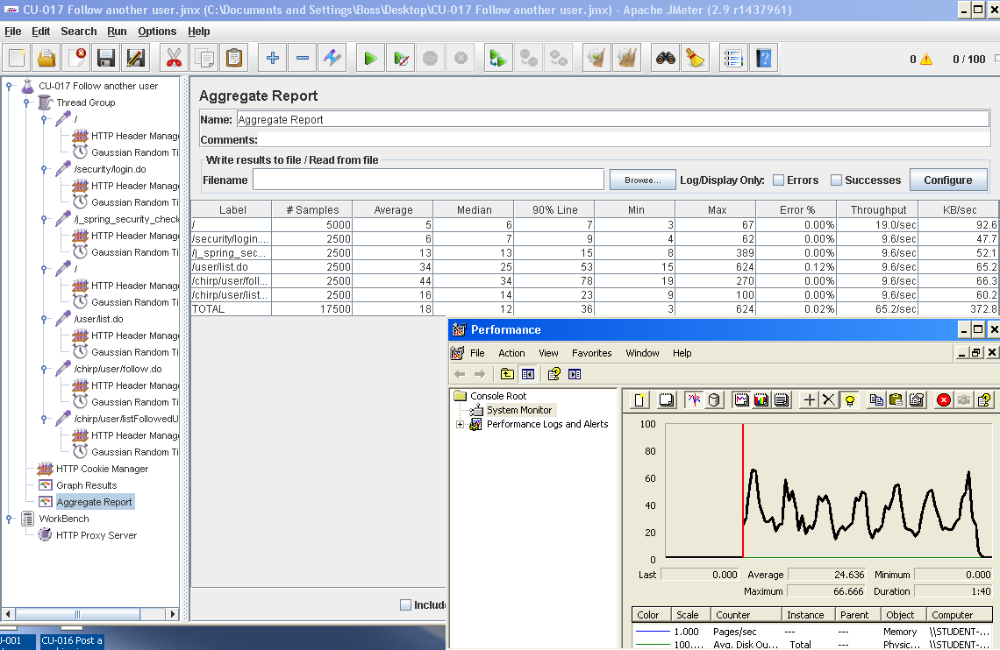 CU-017 Follow another user.jmx (C:\Documents and Settings\Boss\Desktop\CU-017 Follow another user.jmx) - Apache JMeter (2.9 r1437961)
File Edit Search Run Options Help
0 0 / 100
CU-017 Follow another user
Thread Group
/
HTTP Header Manag
Gaussian Random Ti
/security/login.do
HTTP Header Manag
Gaussian Random Ti
/j_spring_security_check
HTTP Header Manag
Gaussian Random Ti
/
HTTP Header Manag
Gaussian Random Ti
/user/list.do
HTTP Header Manag
Gaussian Random Ti
/chirp/user/follow.do
HTTP Header Manag
Gaussian Random Ti
/chirp/user/listFollowedU
HTTP Header Manag
Gaussian Random Ti
HTTP Cookie Manager
Graph Results
Aggregate Report
WorkBench
HTTP Proxy Server
Aggregate Report
Name: Aggregate Report
Comments:
Write results to file / Read from file
Filename Browse... Log/Display Only: Errors Successes Configure
Label # Samples Average Median 90% Line Min Max Error % Throughput KB/sec
/ 5000 5 6 7 3 67 0.00% 19.0/sec 92.6
/security/login.... 2500 6 7 9 4 62 0.00% 9.6/sec 47.7
/j_spring_sec... 2500 13 13 15 8 389 0.00% 9.6/sec 52.1
/user/list.do 2500 34 25 53 15 624 0.12% 9.6/sec 65.2
/chirp/user/foll... 2500 44 34 78 19 270 0.00% 9.6/sec 66.3
/chirp/user/list... 2500 16 14 23 9 100 0.00% 9.6/sec 60.2
TOTAL 17500 18 12 36 3 624 0.02% 65.2/sec 372.8
Includ
Performance
File Action View Favorites Window Help
Console Root
System Monitor
Performance Logs and Alerts
100
80
60
40
20
0
Last 0.000 Average 24.636 Minimum 0.000
Maximum 66.666 Duration 1:40
Color Scale Counter Instance Parent Object Computer
1.000 Pages/sec --- --- Memory \\STUDENT-...
100.... Avg. Disk Qu... _Total --- Physic... \\STUDENT-...
J-001 CU-016 Post a